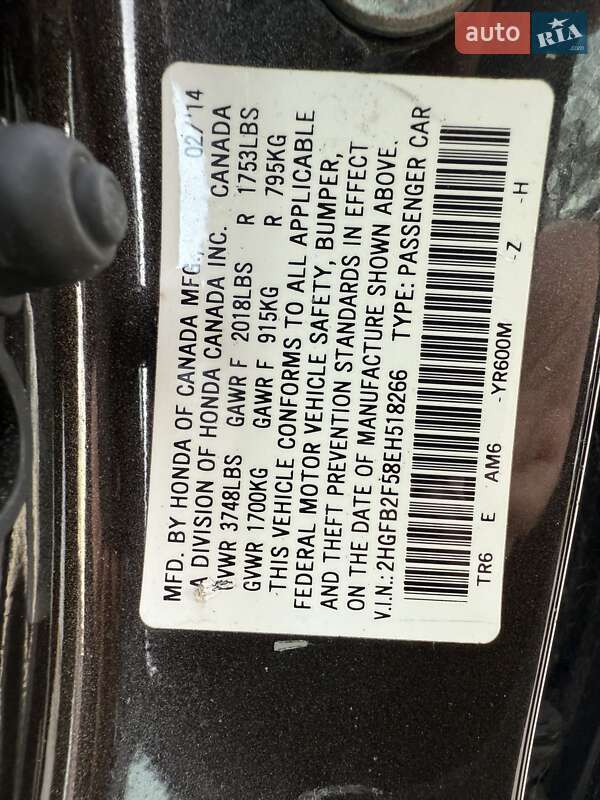 auto RIA.com
MFD. BY HONDA OF CANADA MFG., 02/'14
A DIVISION OF HONDA CANADA INC. CANADA
GVWR 3748LBS GAWR F 2018LBS R 1753LBS
GVWR 1700KG GAWR F 915KG R 795KG
THIS VEHICLE CONFORMS TO ALL APPLICABLE
FEDERAL MOTOR VEHICLE SAFETY, BUMPER,
AND THEFT PREVENTION STANDARDS IN EFFECT
ON THE DATE OF MANUFACTURE SHOWN ABOVE.
V.I.N.: 2HGFB2F58EH518266 TYPE: PASSENGER CAR
TR6 E AM6 -YR600M -Z -H